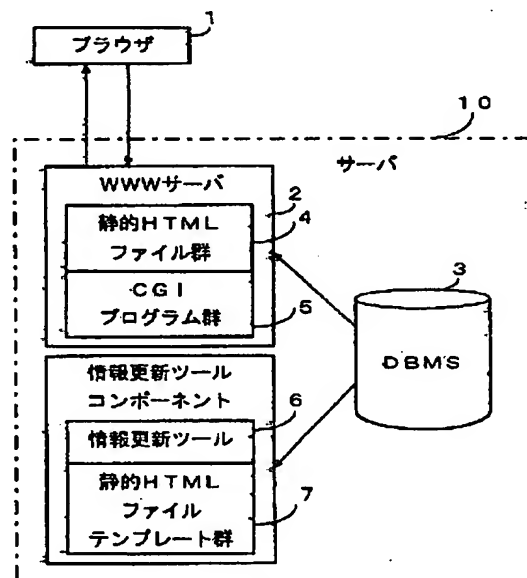 1
ブラウザ
10
サーバ
WWWサーバ
2
静的HTML
ファイル群
4
CGI
プログラム群
5
3
DBMS
情報更新ツール
コンポーネント
6
情報更新ツール
静的HTML
ファイル
テンプレート群
7